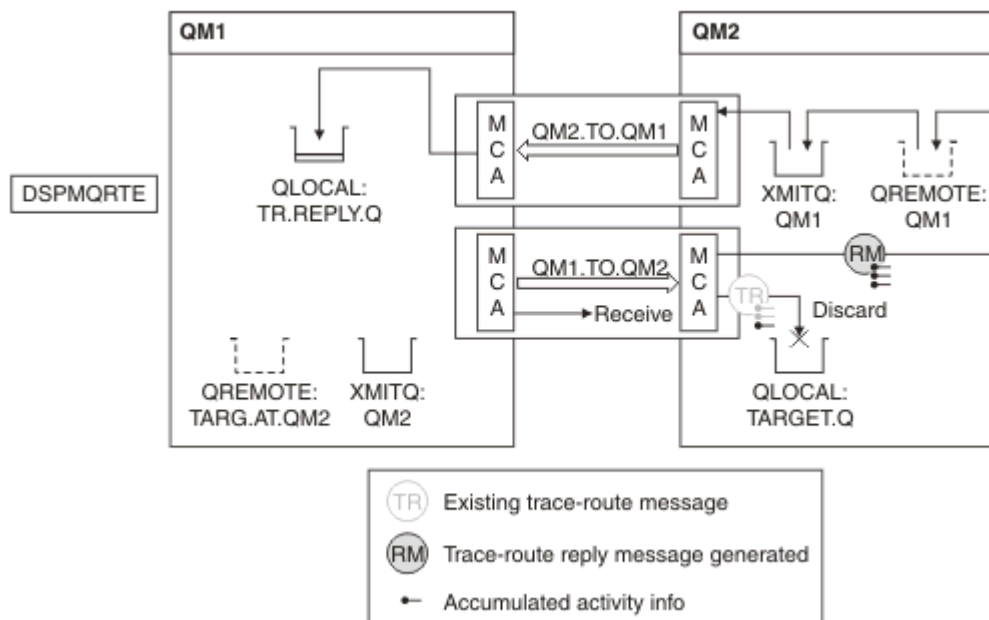 QM1
QM2
DSPMQRTE
QLOCAL:
TR.REPLY.Q
M
C
A
QM2.TO.QM1
M
C
A
XMITQ:
QM1
QREMOTE:
QM1
M
C
A
QM1.TO.QM2
Receive
M
C
A
RM
TR
Discard
QREMOTE:
TARG.AT.QM2
XMITQ:
QM2
QLOCAL:
TARGET.Q
TR Existing trace-route message
RM Trace-route reply message generated
Accumulated activity info